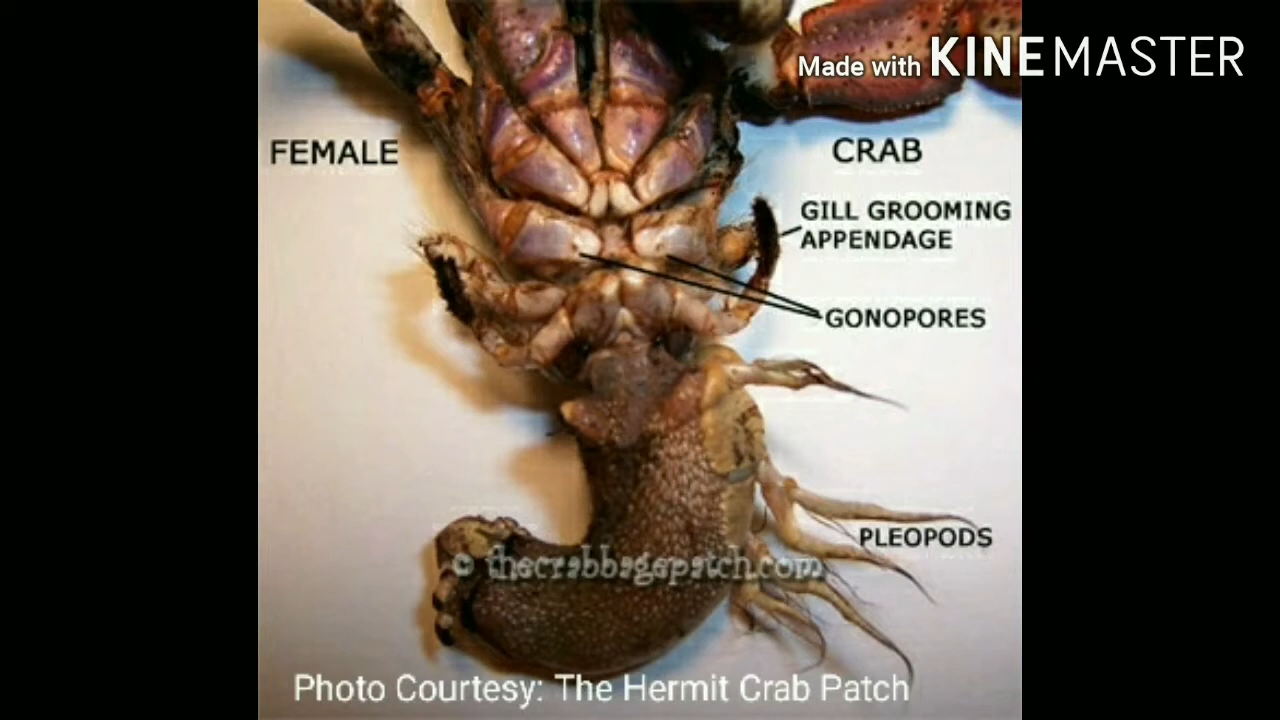 Made with KINEMASTER
FEMALE
CRAB
GILL GROOMING
APPENDAGE
GONOPORES
PLEOPODS
© thecrabbagepatch.com
Photo Courtesy: The Hermit Crab Patch